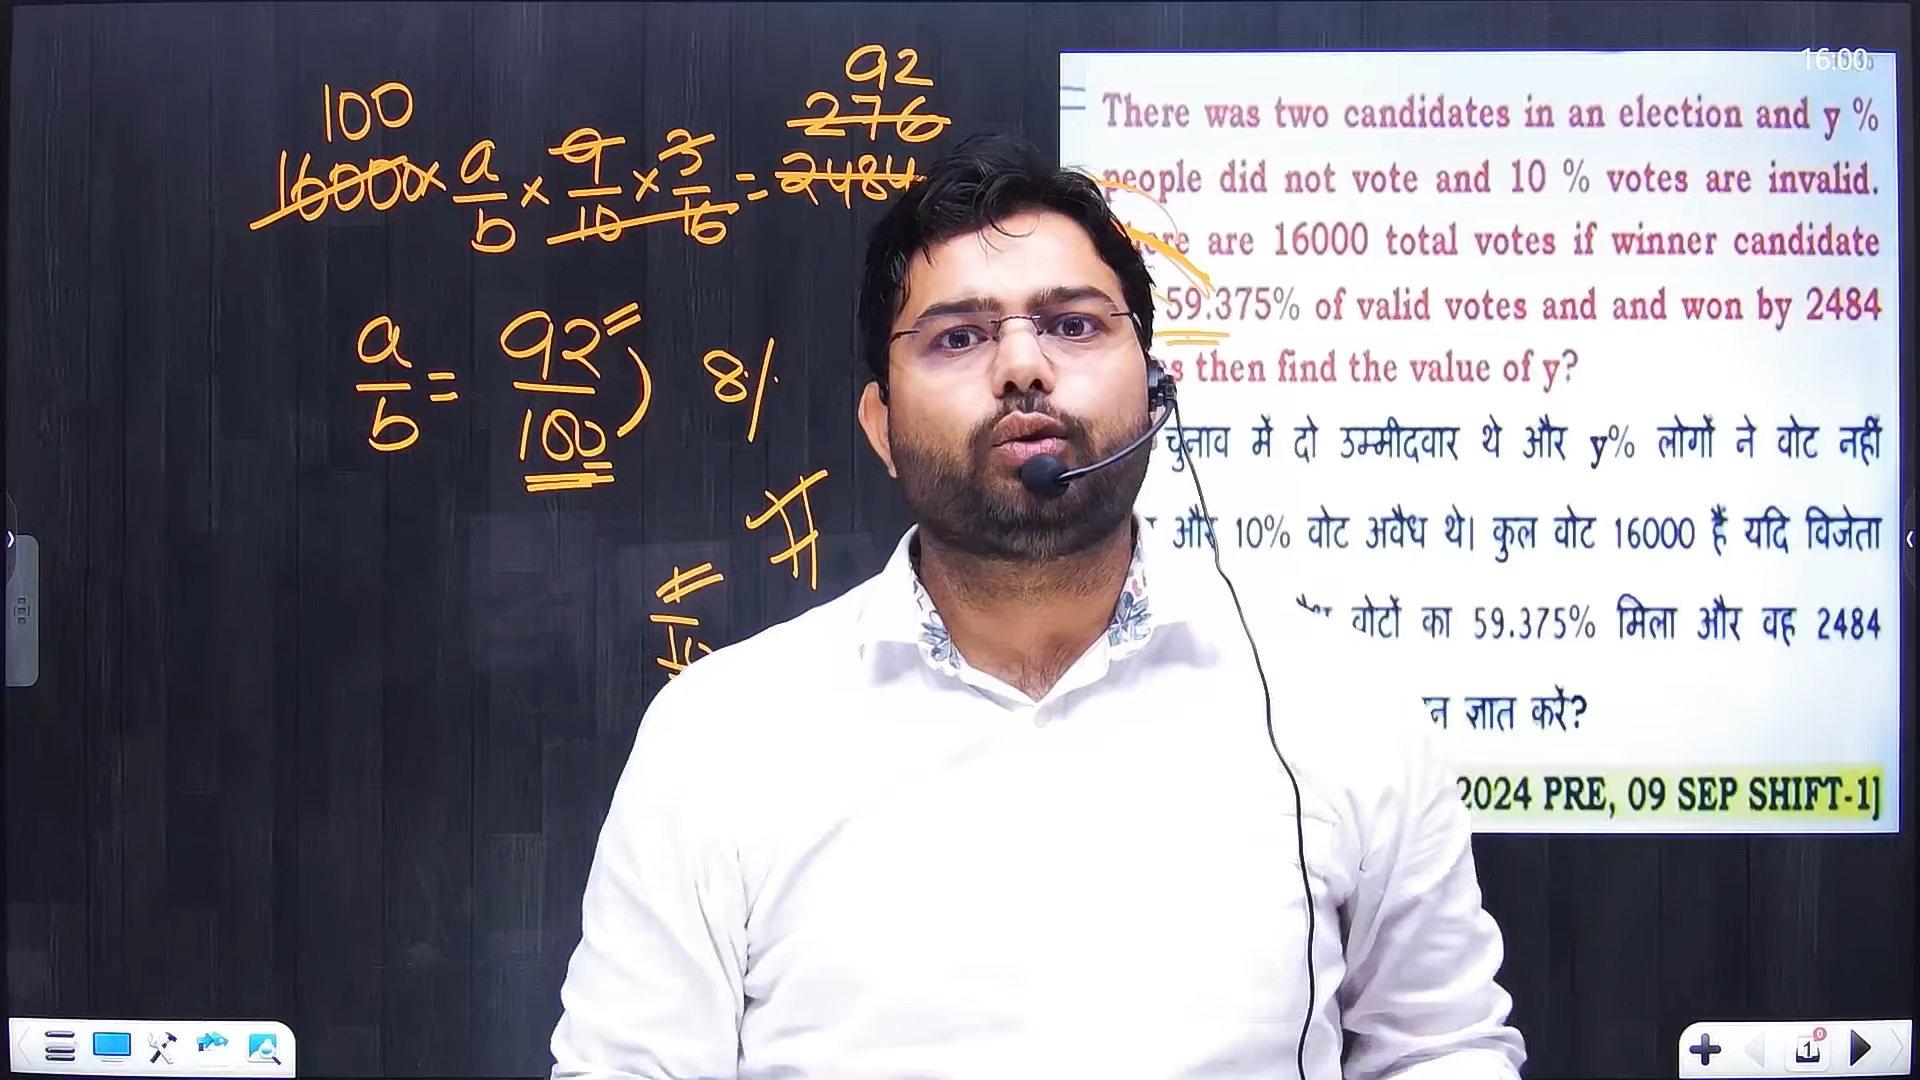 100
92
276
16000 × a/b × 9/10 × 3/16 = 2484
a/b = 92/100 ) 8%
16:00
There was two candidates in an election and y %
people did not vote and 10 % votes are invalid.
are 16000 total votes if winner candidate
59.375% of valid votes and and won by 2484
then find the value of y?
चुनाव में दो उम्मीदवार थे और y% लोगों ने वोट नहीं
और 10% वोट अवैध थे। कुल वोट 16000 हैं यदि विजेता
वोटों का 59.375% मिला और वह 2484
ज्ञात करें?
2024 PRE, 09 SEP SHIFT-1]
1
0